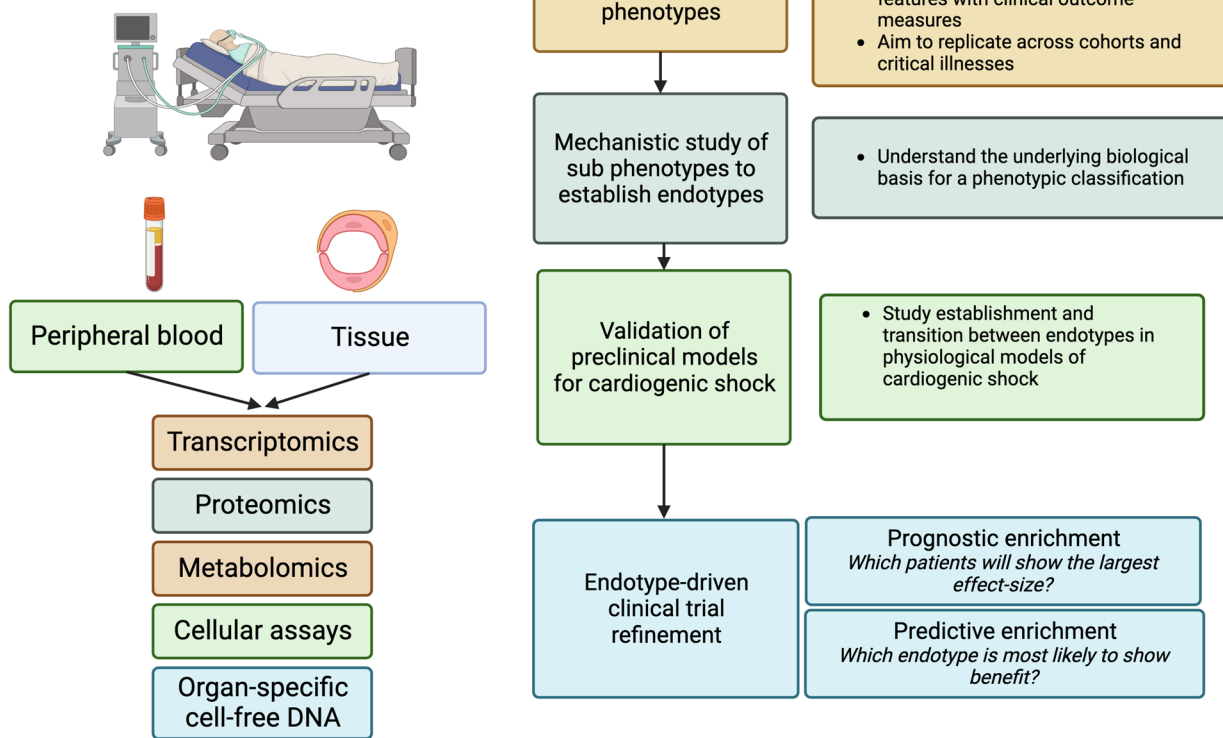 Peripheral blood
Tissue
Transcriptomics
Proteomics
Metabolomics
Cellular assays
Organ-specific
cell-free DNA
phenotypes
features with clinical outcome
measures
• Aim to replicate across cohorts and
critical illnesses
Mechanistic study of
sub phenotypes to
establish endotypes
• Understand the underlying biological
basis for a phenotypic classification
Validation of
preclinical models
for cardiogenic shock
• Study establishment and
transition between endotypes in
physiological models of
cardiogenic shock
Endotype-driven
clinical trial
refinement
Prognostic enrichment
Which patients will show the largest
effect-size?
Predictive enrichment
Which endotype is most likely to show
benefit?